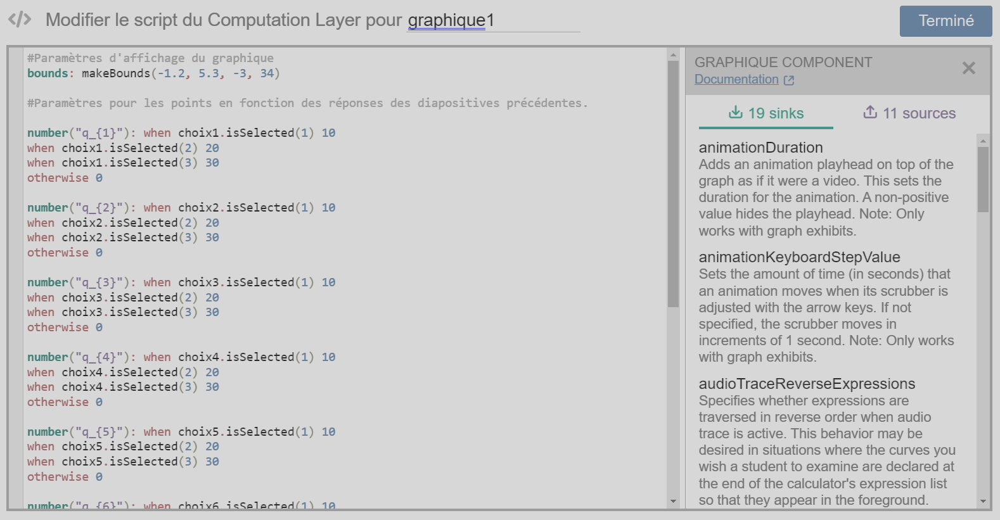 </> Modifier le script du Computation Layer pour graphique1
Terminé
#Paramètres d'affichage du graphique
bounds: makeBounds(-1.2, 5.3, -3, 34)
#Paramètres pour les points en fonction des réponses des diapositives précédentes.
number("q_{1}"): when choix1.isSelected(1) 10
when choix1.isSelected(2) 20
when choix1.isSelected(3) 30
otherwise 0
number("q_{2}"): when choix2.isSelected(1) 10
when choix2.isSelected(2) 20
when choix2.isSelected(3) 30
otherwise 0
number("q_{3}"): when choix3.isSelected(1) 10
when choix3.isSelected(2) 20
when choix3.isSelected(3) 30
otherwise 0
number("q_{4}"): when choix4.isSelected(1) 10
when choix4.isSelected(2) 20
when choix4.isSelected(3) 30
otherwise 0
number("q_{5}"): when choix5.isSelected(1) 10
when choix5.isSelected(2) 20
when choix5.isSelected(3) 30
otherwise 0
number("q_{6}"): when choix6.isSelected(1) 10
GRAPHIQUE COMPONENT
Documentation
19 sinks
11 sources
animationDuration
Adds an animation playhead on top of the
graph as if it were a video. This sets the
duration for the animation. A non-positive
value hides the playhead. Note: Only
works with graph exhibits.
animationKeyboardStepValue
Sets the amount of time (in seconds) that
an animation moves when its scrubber is
adjusted with the arrow keys. If not
specified, the scrubber moves in
increments of 1 second. Note: Only works
with graph exhibits.
audioTraceReverseExpressions
Specifies whether expressions are
traversed in reverse order when audio
trace is active. This behavior may be
desired in situations where the curves you
wish a student to examine are declared at
the end of the calculator's expression list
so that they appear in the foreground.